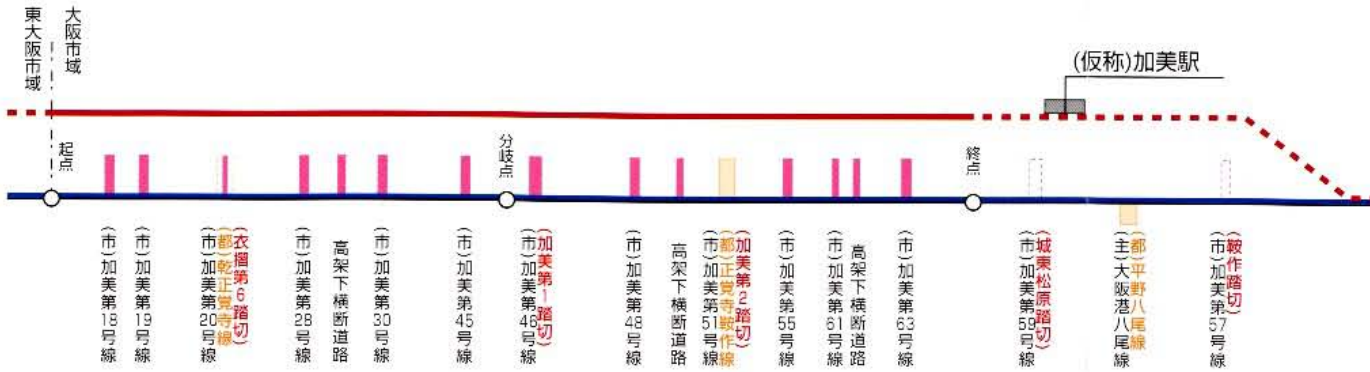 東大阪市域
大阪市域
(仮称)加美駅
起点
分岐点
終点
(市)加美第18号線
(市)加美第19号線
(衣摺第6踏切)
(都)乾正覚寺線
(市)加美第20号線
(市)加美第28号線
高架下横断道路
(市)加美第30号線
(市)加美第45号線
(加美第1踏切)
(市)加美第46号線
(市)加美第48号線
高架下横断道路
(加美第2踏切)
(都)正覚寺鞍作線
(市)加美第51号線
(市)加美第55号線
(市)加美第61号線
高架下横断道路
(市)加美第63号線
(城東松原踏切)
(市)加美第59号線
(都)平野八尾線
(主)大阪港八尾線
(鞍作踏切)
(市)加美第57号線